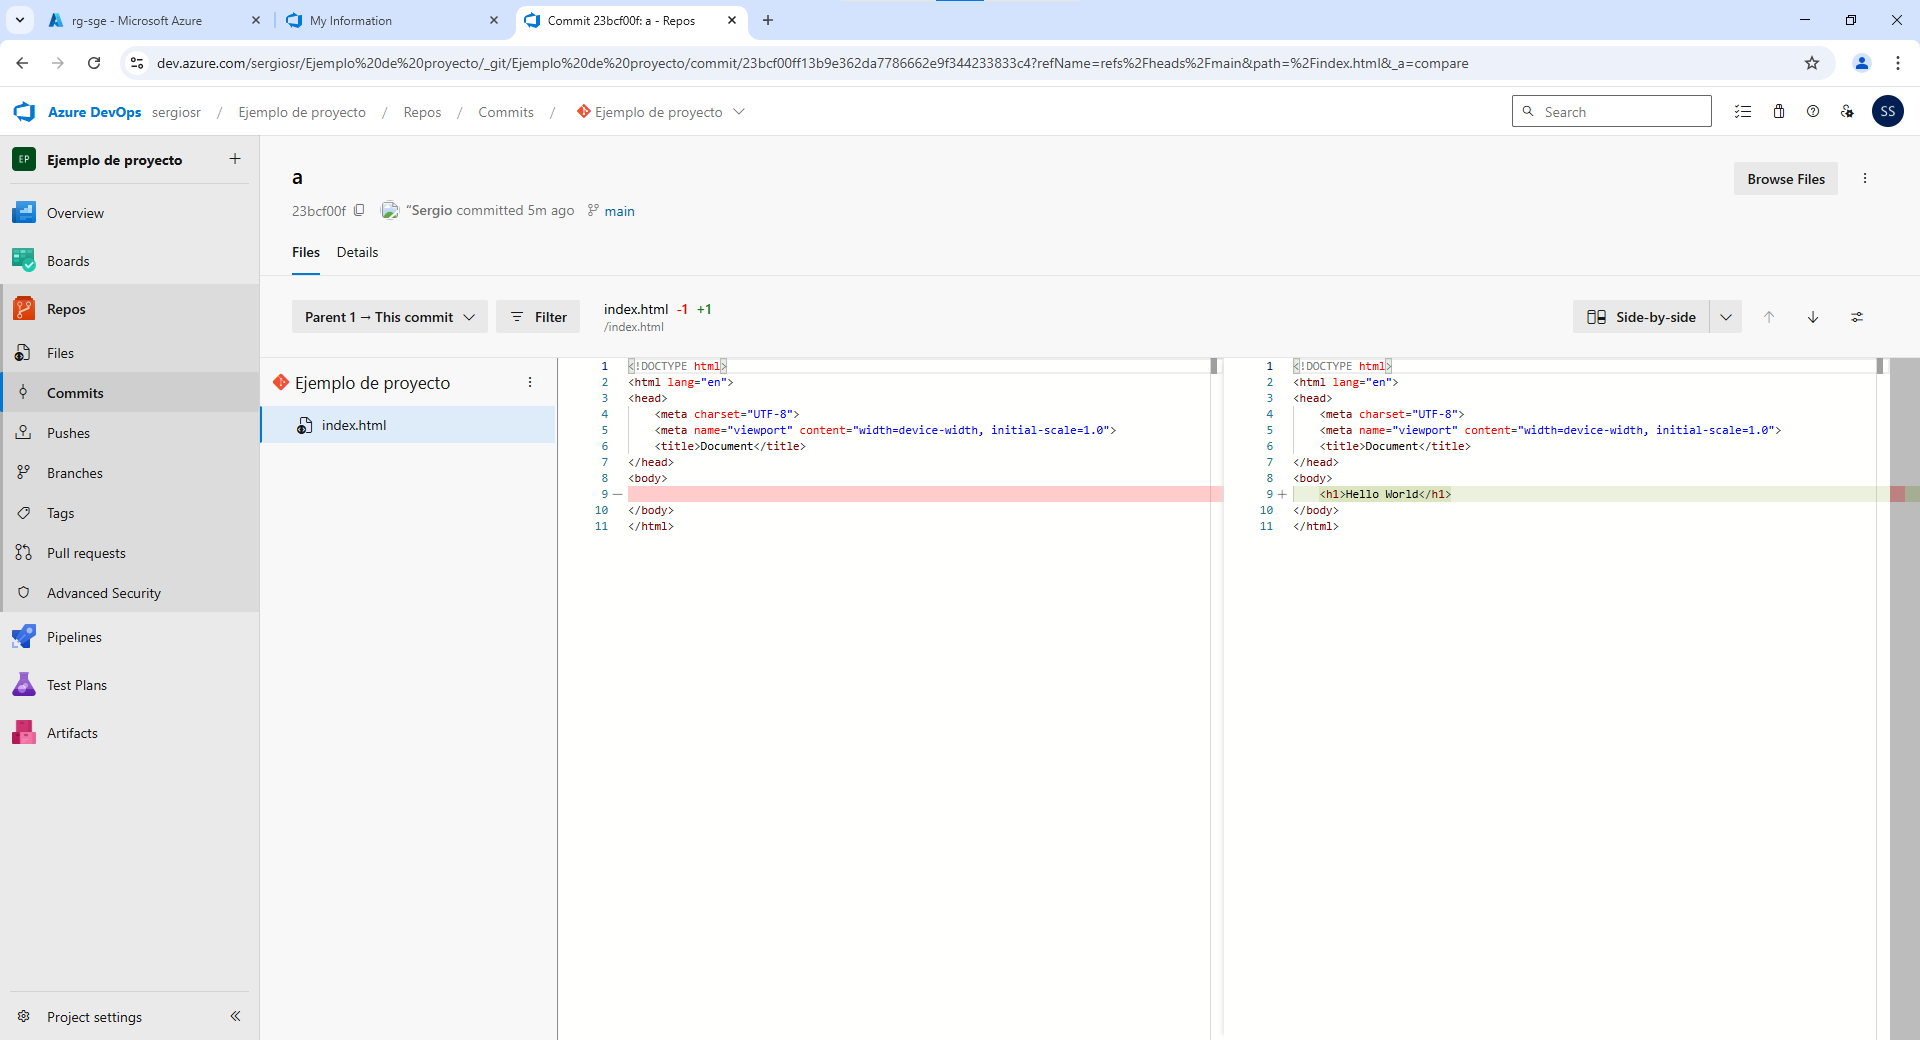 rg-sge - Microsoft Azure
My Information
Commit 23bcf00f: a - Repos
dev.azure.com/sergiosr/Ejemplo%20de%20proyecto/_git/Ejemplo%20de%20proyecto/commit/23bcf00ff13b9e362da7786662e9f344233833c4?refName=refs%2Fheads%2Fmain&path=%2Findex.html&_a=compare
Azure DevOps sergiosr / Ejemplo de proyecto / Repos / Commits / Ejemplo de proyecto
Search
SS
EP Ejemplo de proyecto +
Overview
Boards
Repos
Files
Commits
Pushes
Branches
Tags
Pull requests
Advanced Security
Pipelines
Test Plans
Artifacts
Project settings
a
Browse Files
23bcf00f "Sergio committed 5m ago main
Files Details
Parent 1 → This commit
Filter
index.html -1 +1
/index.html
Side-by-side
Ejemplo de proyecto
index.html
1 <!DOCTYPE html>
2 <html lang="en">
3 <head>
4 <meta charset="UTF-8">
5 <meta name="viewport" content="width=device-width, initial-scale=1.0">
6 <title>Document</title>
7 </head>
8 <body>
9 —
10 </body>
11 </html>
1 <!DOCTYPE html>
2 <html lang="en">
3 <head>
4 <meta charset="UTF-8">
5 <meta name="viewport" content="width=device-width, initial-scale=1.0">
6 <title>Document</title>
7 </head>
8 <body>
9 + <h1>Hello World</h1>
10 </body>
11 </html>